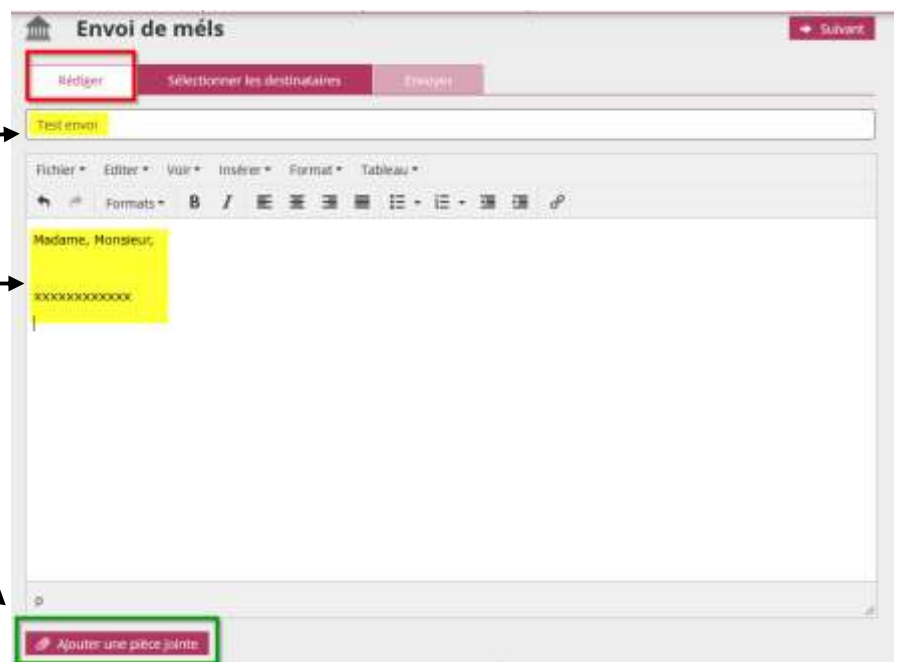 Envoi de méls
Suivant
Rédiger Sélectionner les destinataires Envoyer
Test envoi
Fichier Editer Voir Insérer Format Tableau
Formats B I
Madame, Monsieur,
xxxxxxxxxxxx
p
Ajouter une pièce jointe